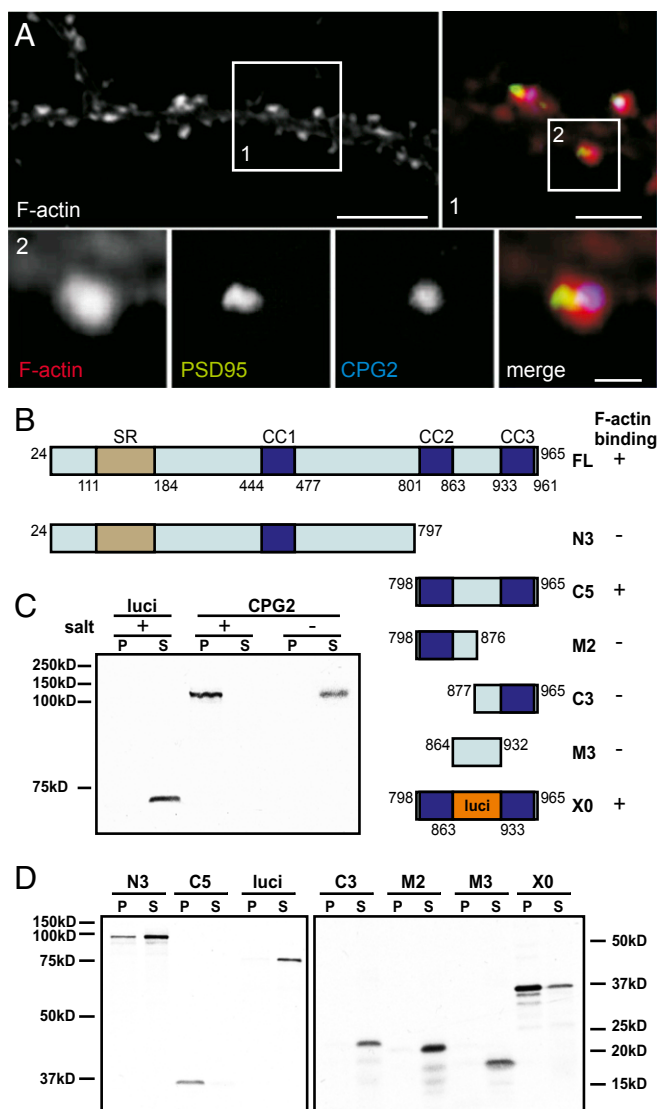 A
1
F-actin
2
1
2
F-actin
PSD95
CPG2
merge
B
SR CC1 CC2 CC3 F-actin binding
24 965 FL +
111 184 444 477 801 863 933 961
24 797 N3 -
798 965 C5 +
798 876 M2 -
877 965 C3 -
864 932 M3 -
798 luci 965 X0 +
863 933
C
luci CPG2
salt + + -
P S P S P S
250kD
150kD
100kD
75kD
D
N3 C5 luci C3 M2 M3 X0
P S P S P S P S P S P S P S
150kD
100kD
75kD
50kD
37kD
50kD
37kD
25kD
20kD
15kD